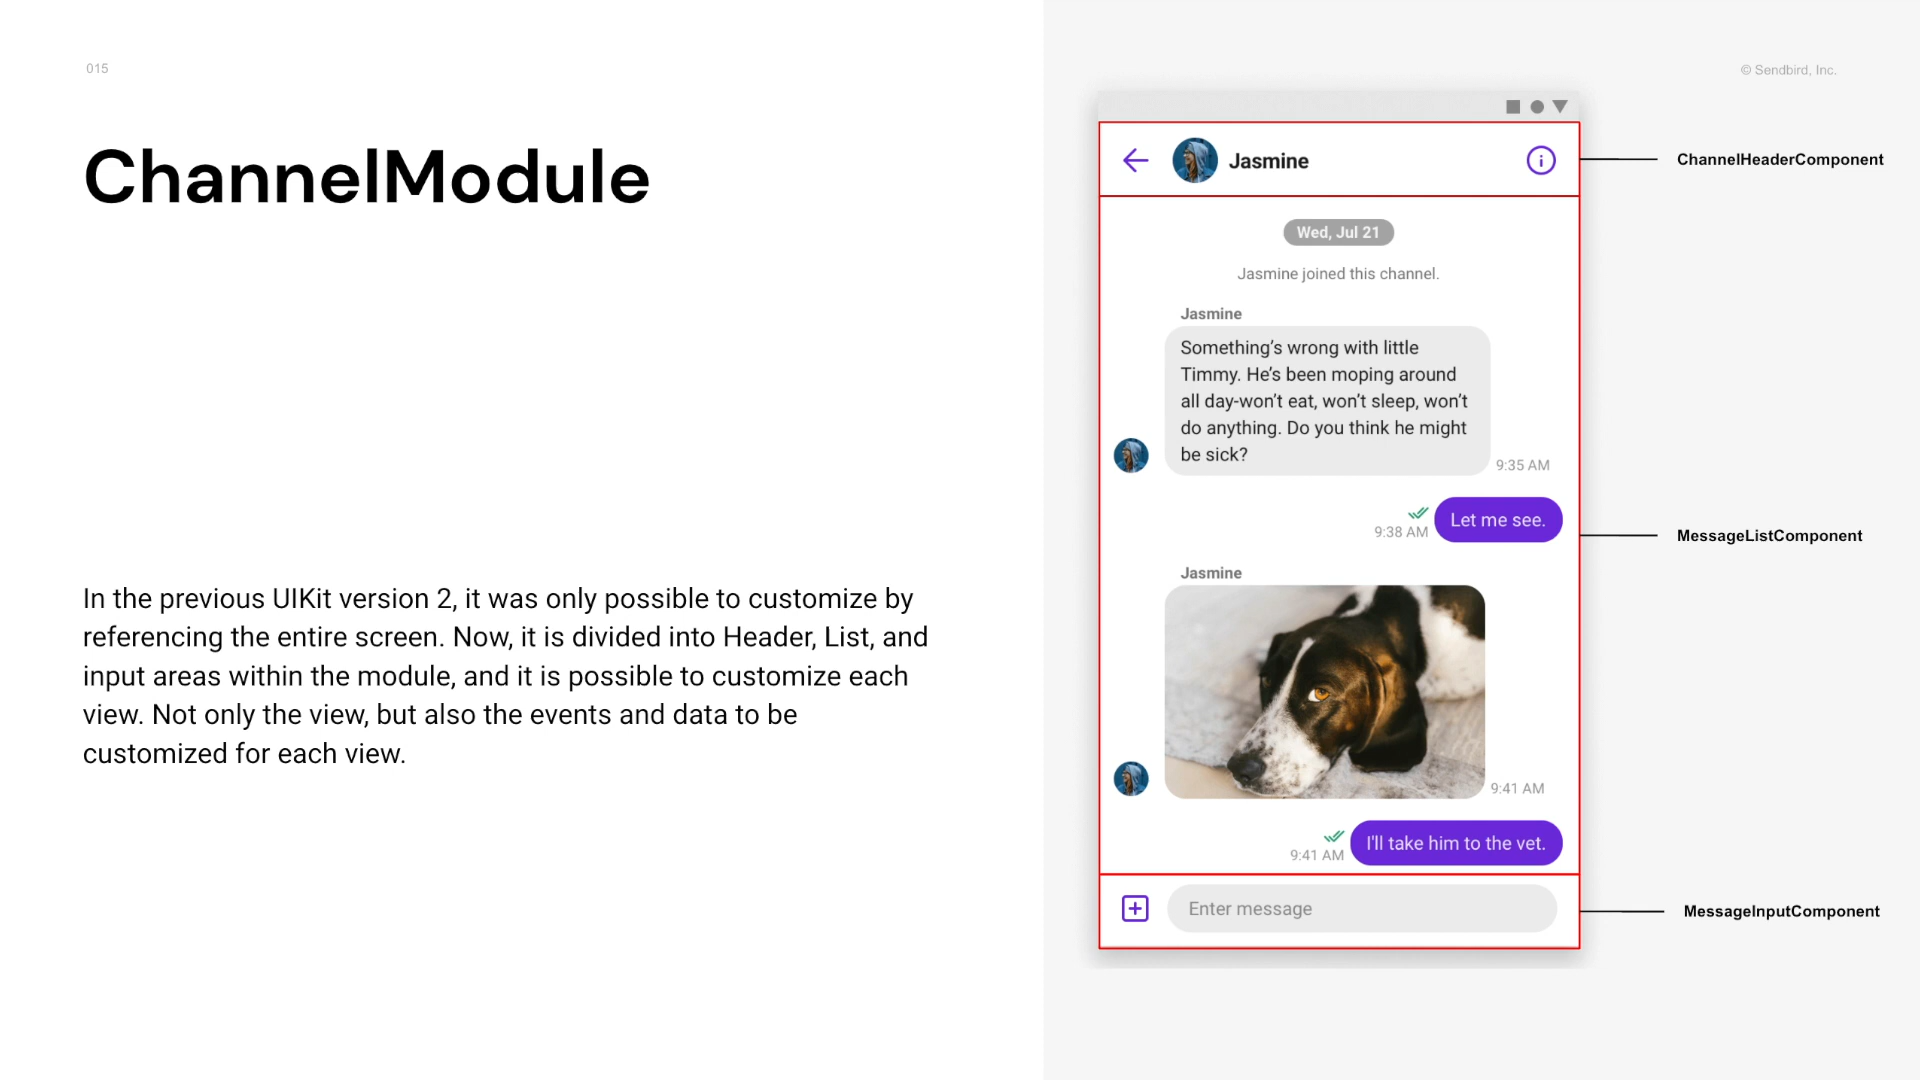 015
© Sendbird, Inc.
ChannelModule
In the previous UIKit version 2, it was only possible to customize by
referencing the entire screen. Now, it is divided into Header, List, and
input areas within the module, and it is possible to customize each
view. Not only the view, but also the events and data to be
customized for each view.
Jasmine
ChannelHeaderComponent
Wed, Jul 21
Jasmine joined this channel.
Jasmine
Something’s wrong with little
Timmy. He’s been moping around
all day-won’t eat, won’t sleep, won’t
do anything. Do you think he might
be sick?
9:35 AM
Let me see.
9:38 AM
MessageListComponent
Jasmine
9:41 AM
I'll take him to the vet.
9:41 AM
Enter message
MessageInputComponent